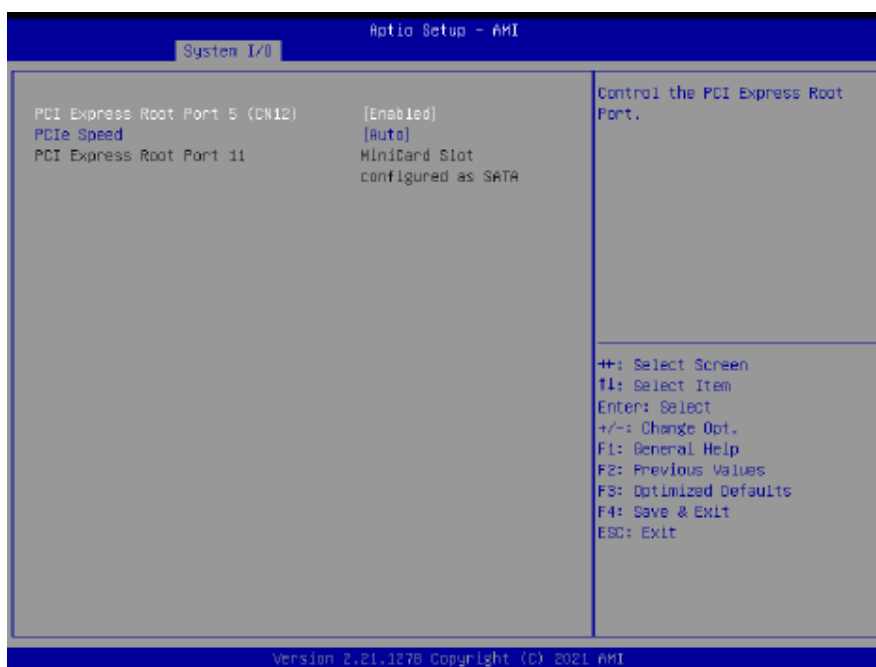 Aptio Setup - AMI
System I/O
PCI Express Root Port 5 (CN12) [Enabled]
PCIe Speed [Auto]
PCI Express Root Port 11 MiniCard Slot
configured as SATA
Control the PCI Express Root
Port.
++: Select Screen
↑↓: Select Item
Enter: Select
+/-: Change Opt.
F1: General Help
F2: Previous Values
F3: Optimized Defaults
F4: Save & Exit
ESC: Exit
Version 2.21.1278 Copyright (C) 2021 AMI